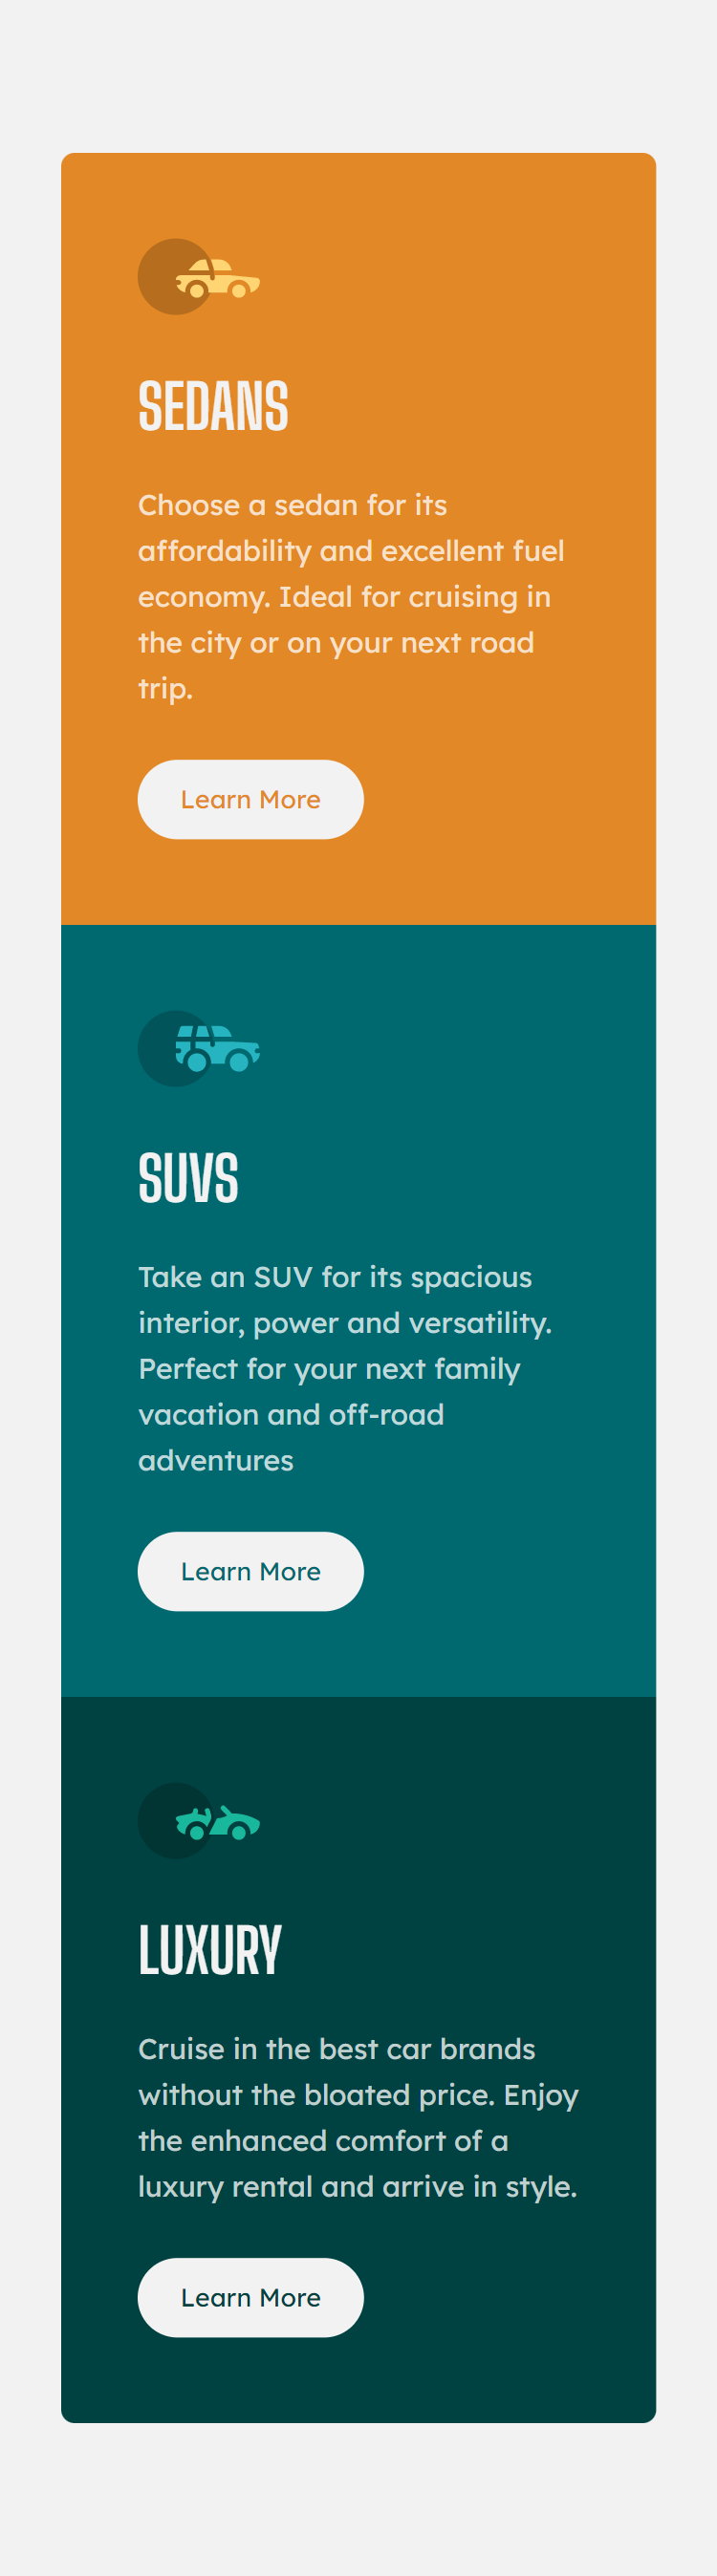 SEDANS
Choose a sedan for its
affordability and excellent fuel
economy. Ideal for cruising in
the city or on your next road
trip.
Learn More
SUVS
Take an SUV for its spacious
interior, power and versatility.
Perfect for your next family
vacation and off-road
adventures
Learn More
LUXURY
Cruise in the best car brands
without the bloated price. Enjoy
the enhanced comfort of a
luxury rental and arrive in style.
Learn More